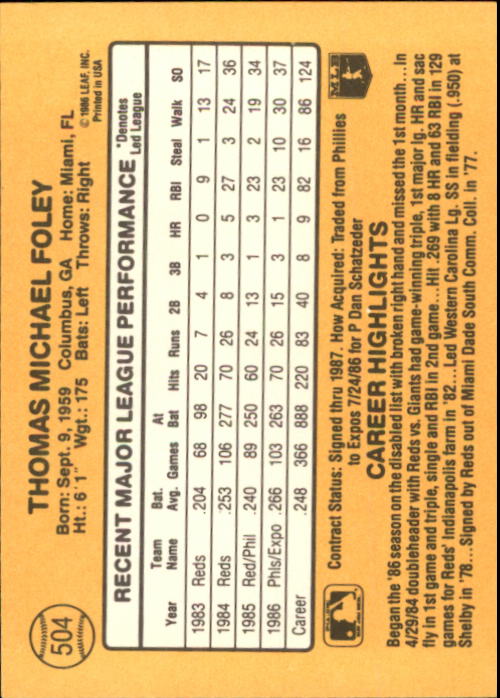 504
THOMAS MICHAEL FOLEY
Born: Sept. 9, 1959 Columbus, GA Home: Miami, FL
Ht.: 6'1" Wgt.: 175 Bats: Left Throws: Right
© 1986 LEAF, INC.
Printed in USA
RECENT MAJOR LEAGUE PERFORMANCE *Denotes Led League
Year Team Name Bat. Avg. Games At Bat Hits Runs 2B 3B HR RBI Steal Walk SO
1983 Reds .204 68 98 20 7 4 1 0 9 1 13 17
1984 Reds .253 106 277 70 26 8 3 5 27 3 24 36
1985 Red/Phil .240 89 250 60 24 13 1 3 23 2 19 34
1986 Phls/Expo .266 103 263 70 26 15 3 1 23 10 30 37
Career .248 366 888 220 83 40 8 9 82 16 86 124
Contract Status: Signed thru 1987. How Acquired: Traded from Phillies
to Expos 7/24/86 for P Dan Schatzeder
MLB
CAREER HIGHLIGHTS
Began the '86 season on the disabled list with broken right hand and missed the 1st month...In
4/29/84 doubleheader with Reds vs. Giants had game-winning triple, 1st major lg. HR and sac
fly in 1st game and triple, single and RBI in 2nd game...Hit .269 with 8 HR and 63 RBI in 129
games for Reds' Indianapolis farm in '82...Led Western Carolina Lg. SS in fielding (.950) at
Shelby in '78...Signed by Reds out of Miami Dade South Comm. Coll. in '77.